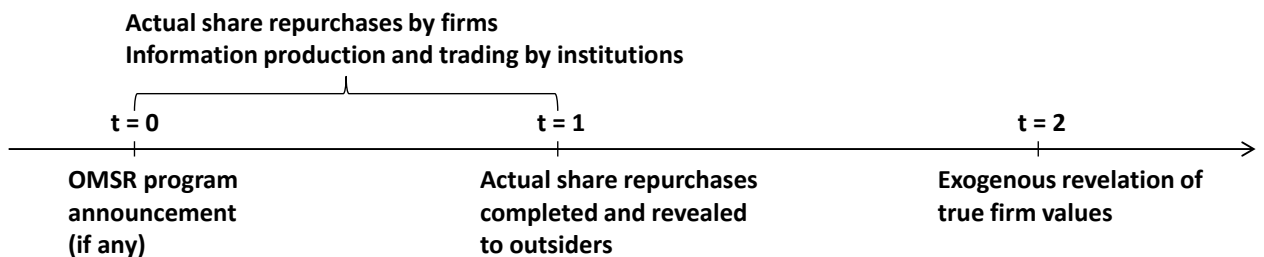 Actual share repurchases by firms
Information production and trading by institutions
t = 0
t = 1
t = 2
OMSR program
announcement
(if any)
Actual share repurchases
completed and revealed
to outsiders
Exogenous revelation of
true firm values